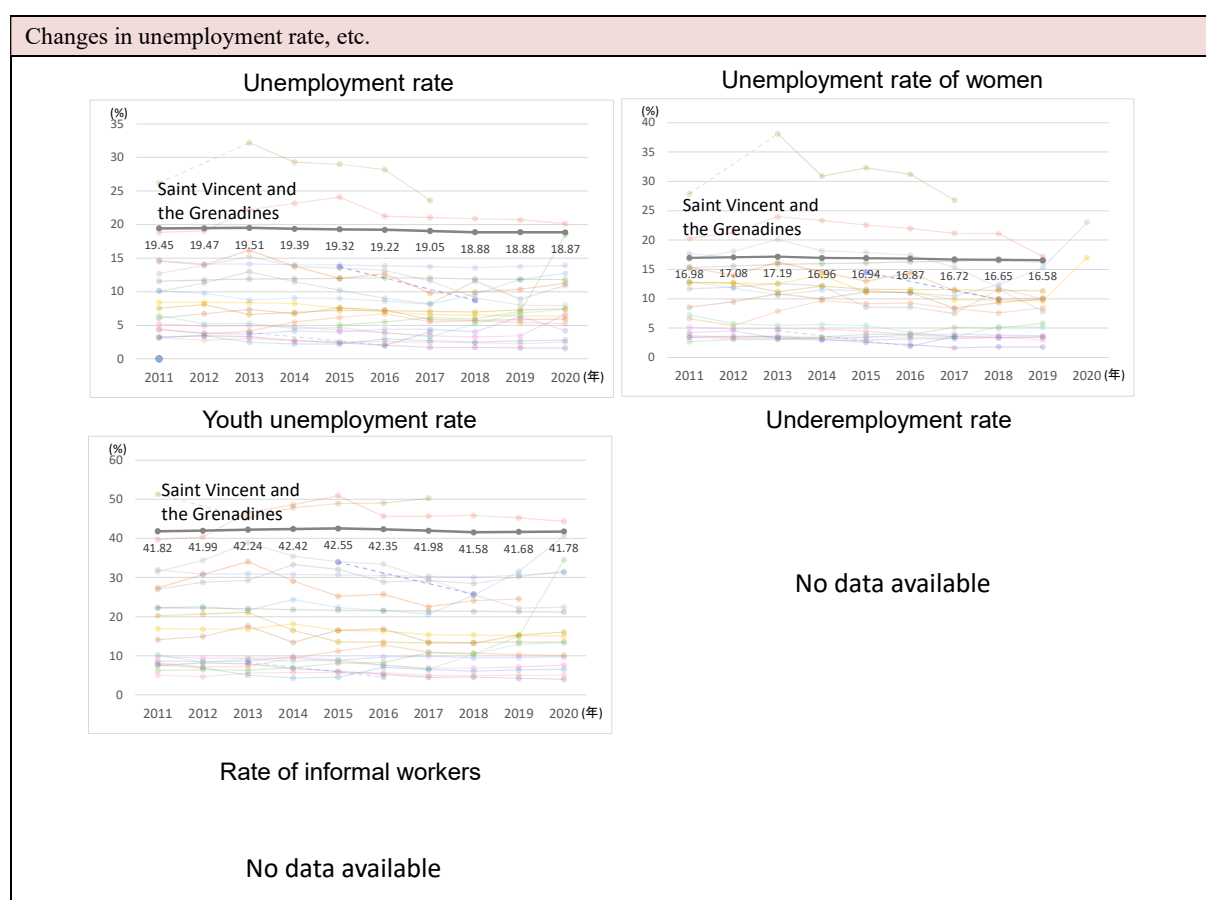 Changes in unemployment rate, etc.
Unemployment rate
(%)
35
30
25
20
15
10
5
0
Saint Vincent and
the Grenadines
19.45 19.47 19.51 19.39 19.32 19.22 19.05 18.88 18.88 18.87
2011 2012 2013 2014 2015 2016 2017 2018 2019 2020 (年)
Unemployment rate of women
(%)
40
35
30
25
20
15
10
5
0
Saint Vincent and
the Grenadines
16.98 17.08 17.19 16.96 16.94 16.87 16.72 16.65 16.58
2011 2012 2013 2014 2015 2016 2017 2018 2019 2020 (年)
Youth unemployment rate
(%)
60
50
40
30
20
10
0
Saint Vincent and
the Grenadines
41.82 41.99 42.24 42.42 42.55 42.35 41.98 41.58 41.68 41.78
2011 2012 2013 2014 2015 2016 2017 2018 2019 2020 (年)
Underemployment rate
No data available
Rate of informal workers
No data available